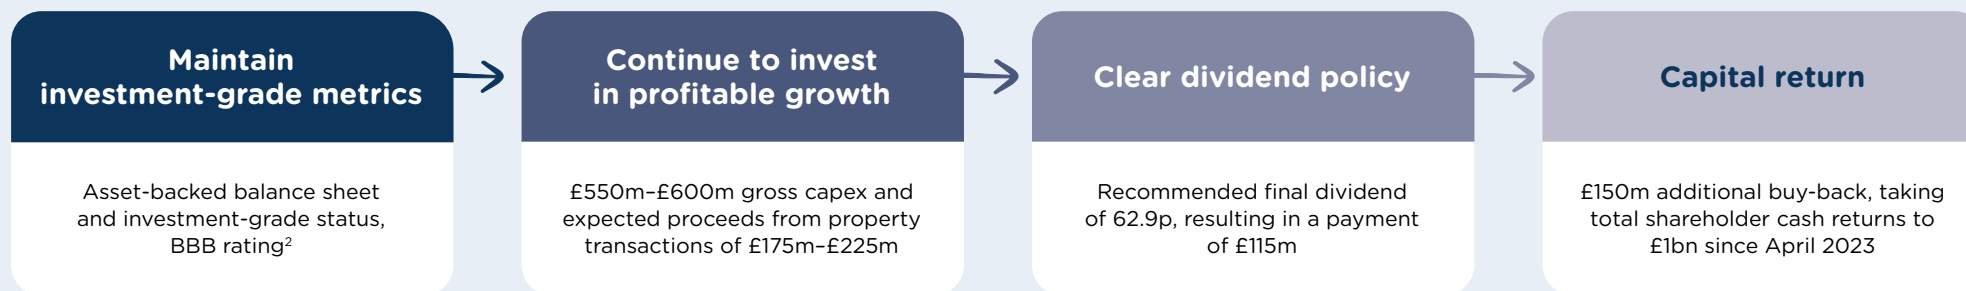 Maintain
investment-grade metrics
Asset-backed balance sheet
and investment-grade status,
BBB rating²
Continue to invest
in profitable growth
£550m–£600m gross capex and
expected proceeds from property
transactions of £175m–£225m
Clear dividend policy
Recommended final dividend
of 62.9p, resulting in a payment
of £115m
Capital return
£150m additional buy-back, taking
total shareholder cash returns to
£1bn since April 2023